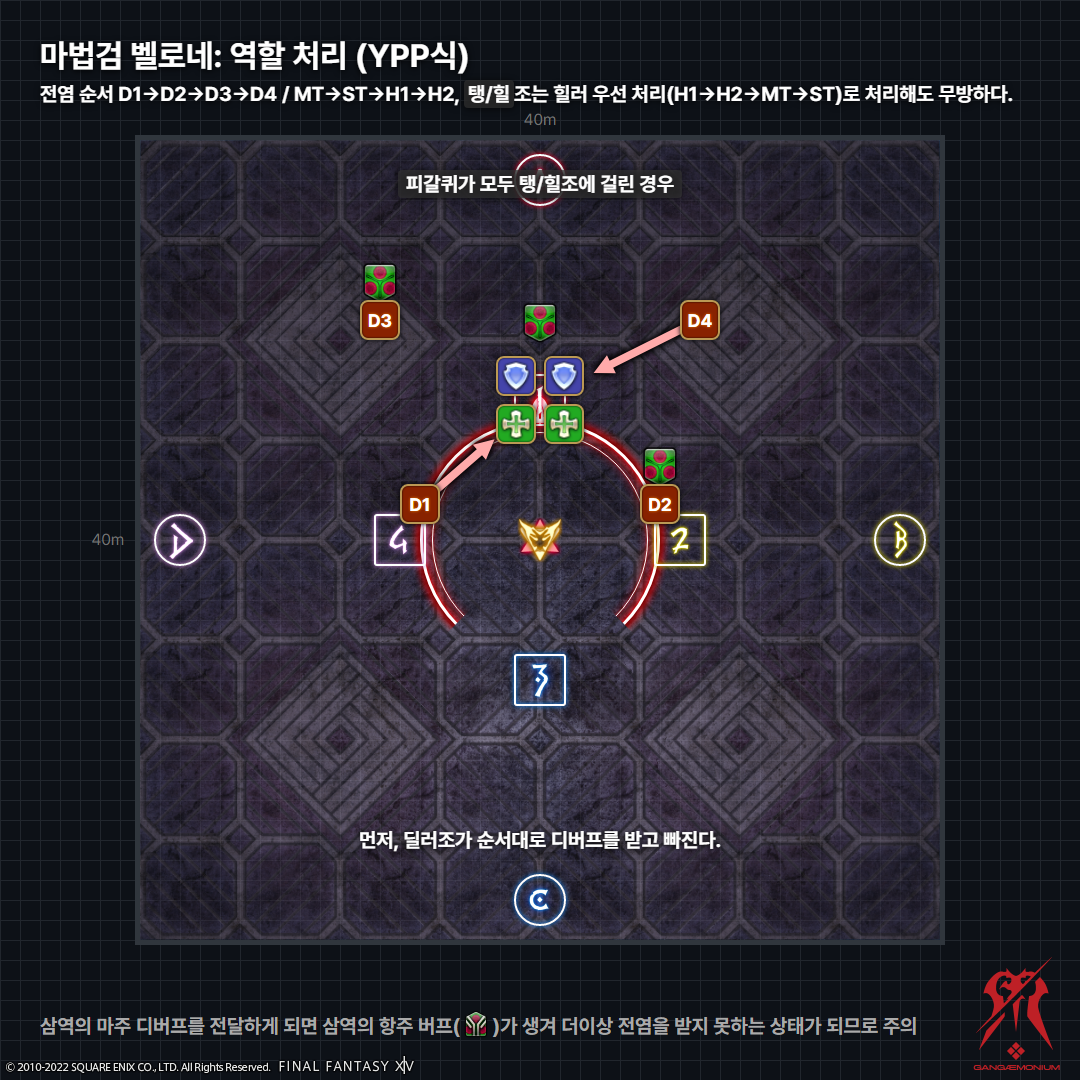 마법검 벨로네: 역할 처리 (YPP식)
전염 순서 D1→D2→D3→D4 / MT→ST→H1→H2, 탱/힐 조는 힐러 우선 처리(H1→H2→MT→ST)로 처리해도 무방하다.
40m
피갈퀴가 모두 탱/힐조에 걸린 경우
D3
D4
D1
D2
40m
D
4
2
B
3
먼저, 딜러조가 순서대로 디버프를 받고 빠진다.
C
삼역의 마주 디버프를 전달하게 되면 삼역의 항주 버프( )가 생겨 더이상 전염을 받지 못하는 상태가 되므로 주의
GANGÆMONIUM
© 2010-2022 SQUARE ENIX CO., LTD. All Rights Reserved. FINAL FANTASY XIV